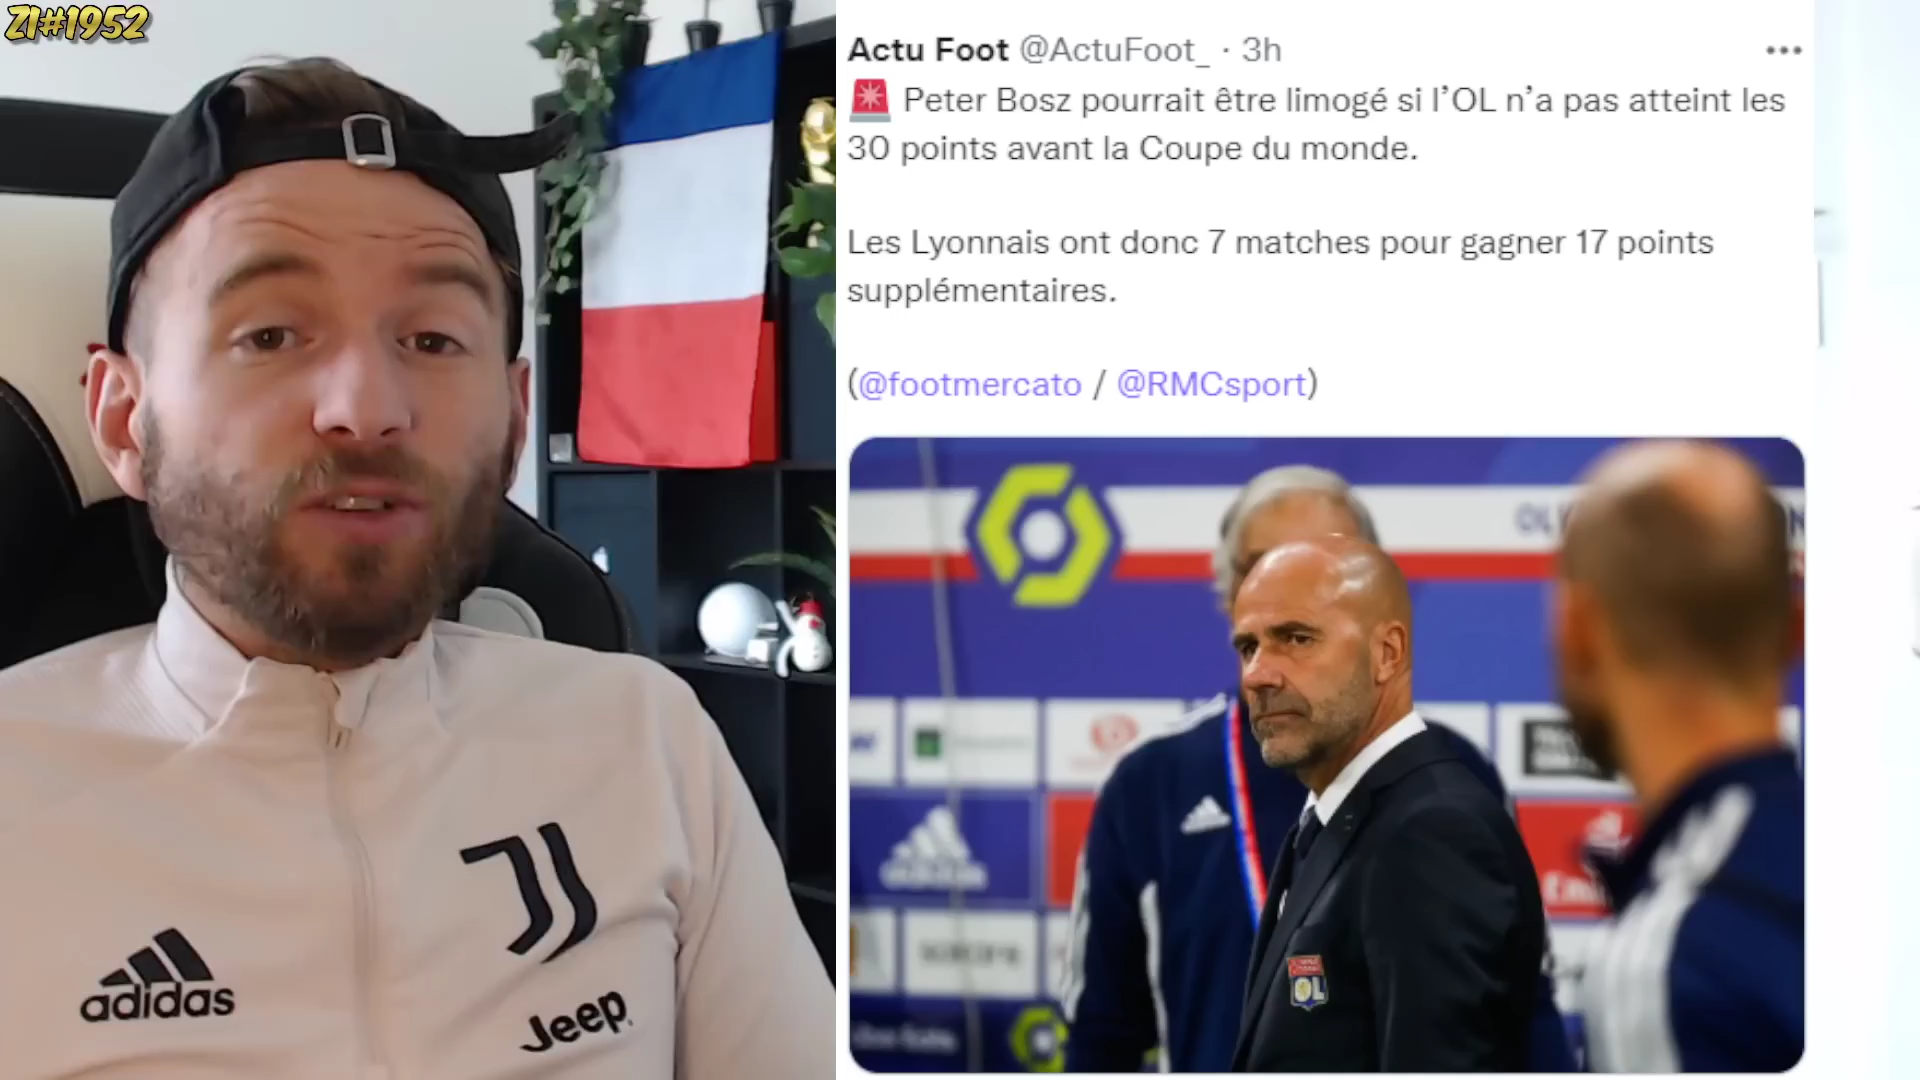 ZI#1952
Actu Foot @ActuFoot_ · 3h
🚨 Peter Bosz pourrait être limogé si l’OL n’a pas atteint les
30 points avant la Coupe du monde.
Les Lyonnais ont donc 7 matches pour gagner 17 points
supplémentaires.
(@footmercato / @RMCsport)
adidas
Jeep
adidas
OL